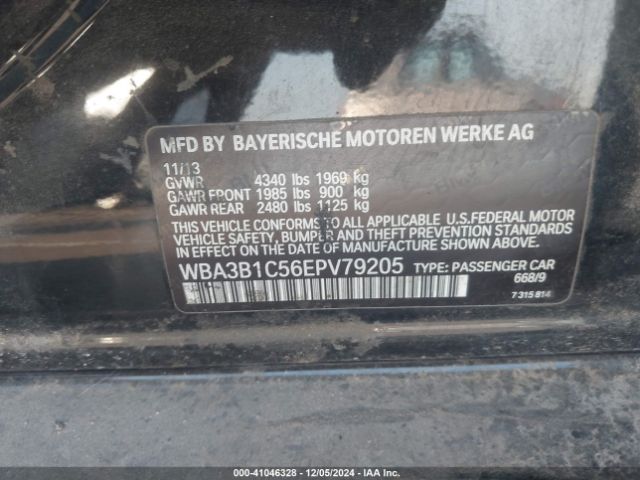 MFD BY BAYERISCHE MOTOREN WERKE AG
11/13
GVWR 4340 lbs 1969 kg
GAWR FRONT 1985 lbs 900 kg
GAWR REAR 2480 lbs 1125 kg
THIS VEHICLE CONFORMS TO ALL APPLICABLE U.S.FEDERAL MOTOR
VEHICLE SAFETY, BUMPER AND THEFT PREVENTION STANDARDS
IN EFFECT ON THE DATE OF MANUFACTURE SHOWN ABOVE.
WBA3B1C56EPV79205 TYPE: PASSENGER CAR
668/9
7 315 814
000-41046328 - 12/05/2024 - IAA Inc.